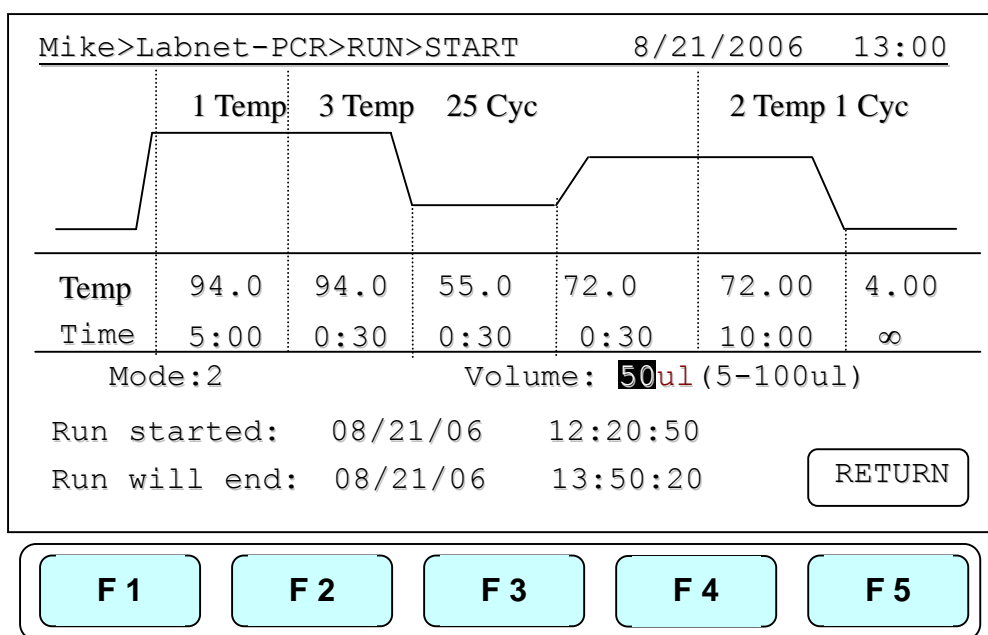 Mike>Labnet-PCR>RUN>START 8/21/2006 13:00
1 Temp 3 Temp 25 Cyc 2 Temp 1 Cyc
Temp 94.0 94.0 55.0 72.0 72.00 4.00
Time 5:00 0:30 0:30 0:30 10:00 ∞
Mode:2 Volume: 50ul(5-100ul)
Run started: 08/21/06 12:20:50
Run will end: 08/21/06 13:50:20
RETURN
F 1 F 2 F 3 F 4 F 5